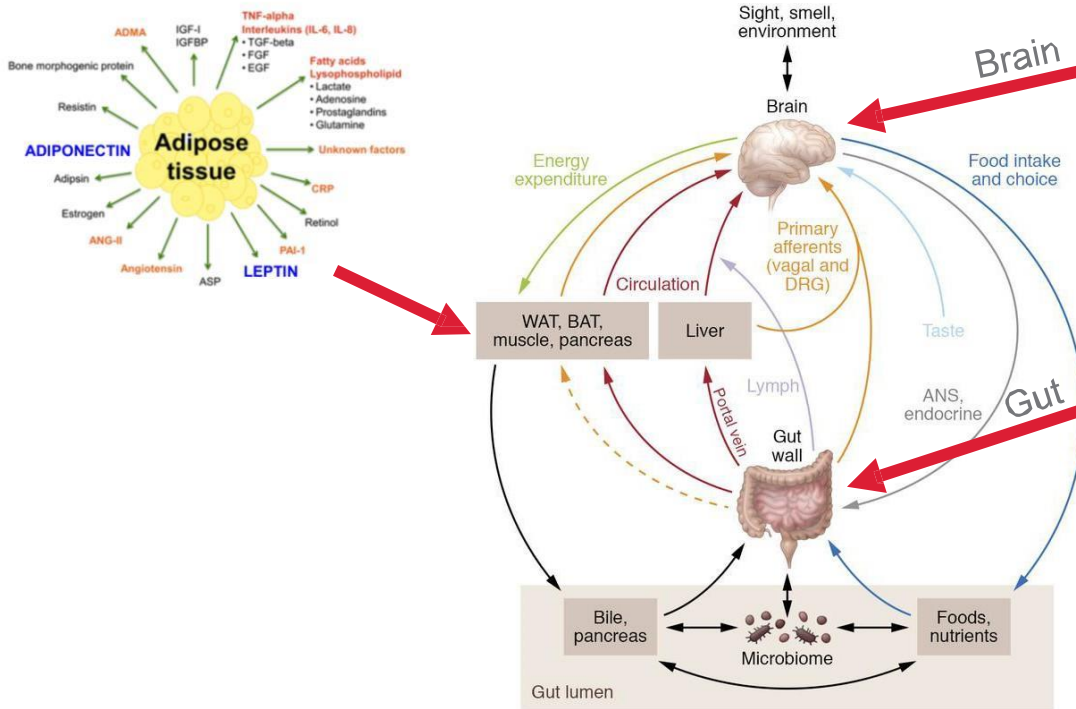 TNF-alpha
Interleukins (IL-6, IL-8)
• TGF-beta
• FGF
• EGF
IGF-I
IGFBP
ADMA
Bone morphogenic protein
Fatty acids
Lysophospholipid
• Lactate
• Adenosine
• Prostaglandins
• Glutamine
Resistin
ADIPONECTIN
Adipose
tissue
Unknown factors
Adipsin
CRP
Estrogen
Retinol
ANG-II
PAI-1
Angiotensin
LEPTIN
ASP
Sight, smell,
environment
Brain
Brain
Energy
expenditure
Food intake
and choice
Primary
afferents
(vagal and
DRG)
Circulation
WAT, BAT,
muscle, pancreas
Liver
Taste
Lymph
Portal vein
ANS,
endocrine
Gut
Gut
wall
Bile,
pancreas
Microbiome
Foods,
nutrients
Gut lumen